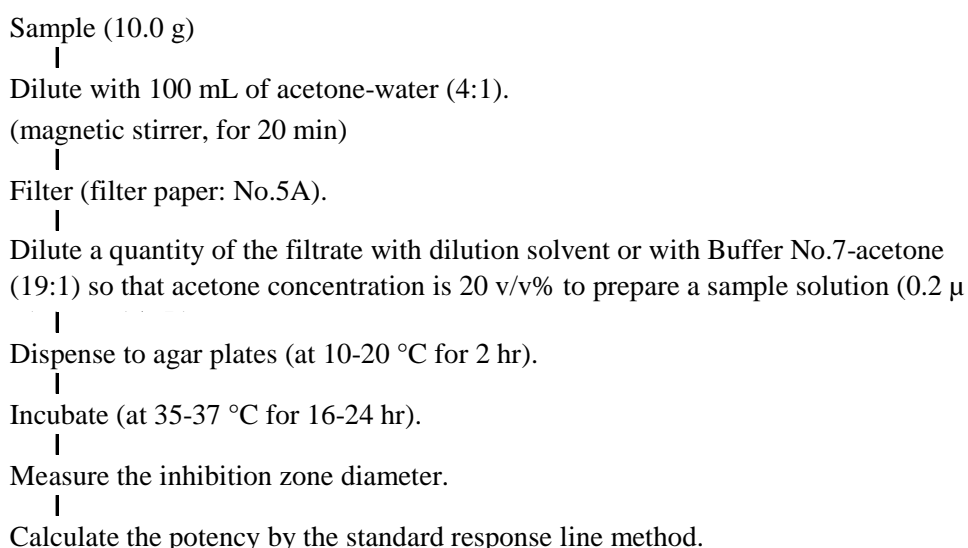 Sample (10.0 g)
Dilute with 100 mL of acetone-water (4:1).
(magnetic stirrer, for 20 min)
Filter (filter paper: No.5A).
Dilute a quantity of the filtrate with dilution solvent or with Buffer No.7-acetone
(19:1) so that acetone concentration is 20 v/v% to prepare a sample solution (0.2 μ
Dispense to agar plates (at 10-20 °C for 2 hr).
Incubate (at 35-37 °C for 16-24 hr).
Measure the inhibition zone diameter.
Calculate the potency by the standard response line method.